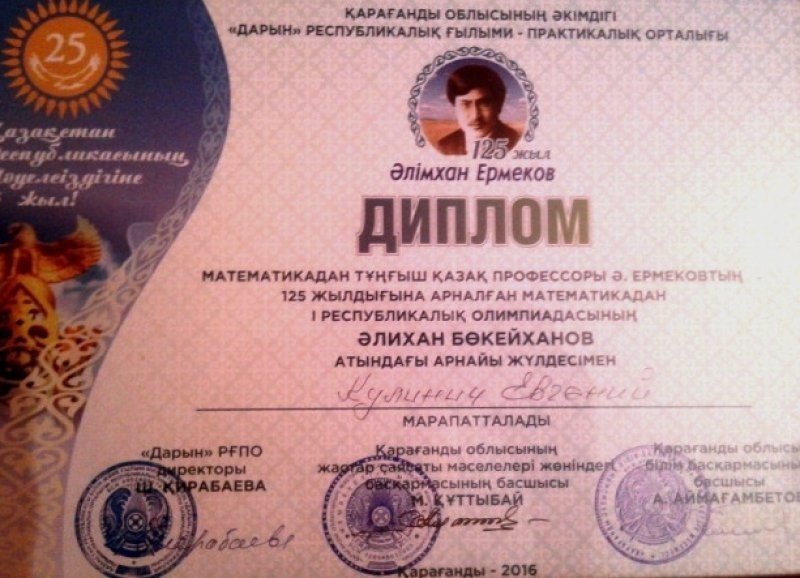 ҚАРАҒАНДЫ ОБЛЫСЫНЫҢ ӘКІМДІГІ
«ДАРЫН» РЕСПУБЛИКАЛЫҚ ҒЫЛЫМИ - ПРАКТИКАЛЫҚ ОРТАЛЫҒЫ
25
Қазақстан
Республикасының
Тәуелсіздігіне
жыл!
125 жыл
Әлімхан Ермеков
ДИПЛОМ
МАТЕМАТИКАДАН ТҰҢҒЫШ ҚАЗАҚ ПРОФЕССОРЫ Ә. ЕРМЕКОВТЫҢ
125 ЖЫЛДЫҒЫНА АРНАЛҒАН МАТЕМАТИКАДАН
I РЕСПУБЛИКАЛЫҚ ОЛИМПИАДАСЫНЫҢ
ӘЛИХАН БӨКЕЙХАНОВ
АТЫНДАҒЫ АРНАЙЫ ЖҮЛДЕСІМЕН
Кулинич Евгений
МАРАПАТТАЛАДЫ
«Дарын» РҒПО
директоры
Ш. ҚИРАБАЕВА
Қарағанды облысының
жастар саясаты мәселелері жөніндегі
басқармасының басшысы
М. ҚҰТТЫБАЙ
Қарағанды облысы
білім басқармасының
басшысы
А. АЙМАҒАМБЕТОВ
Қарағанды - 2016